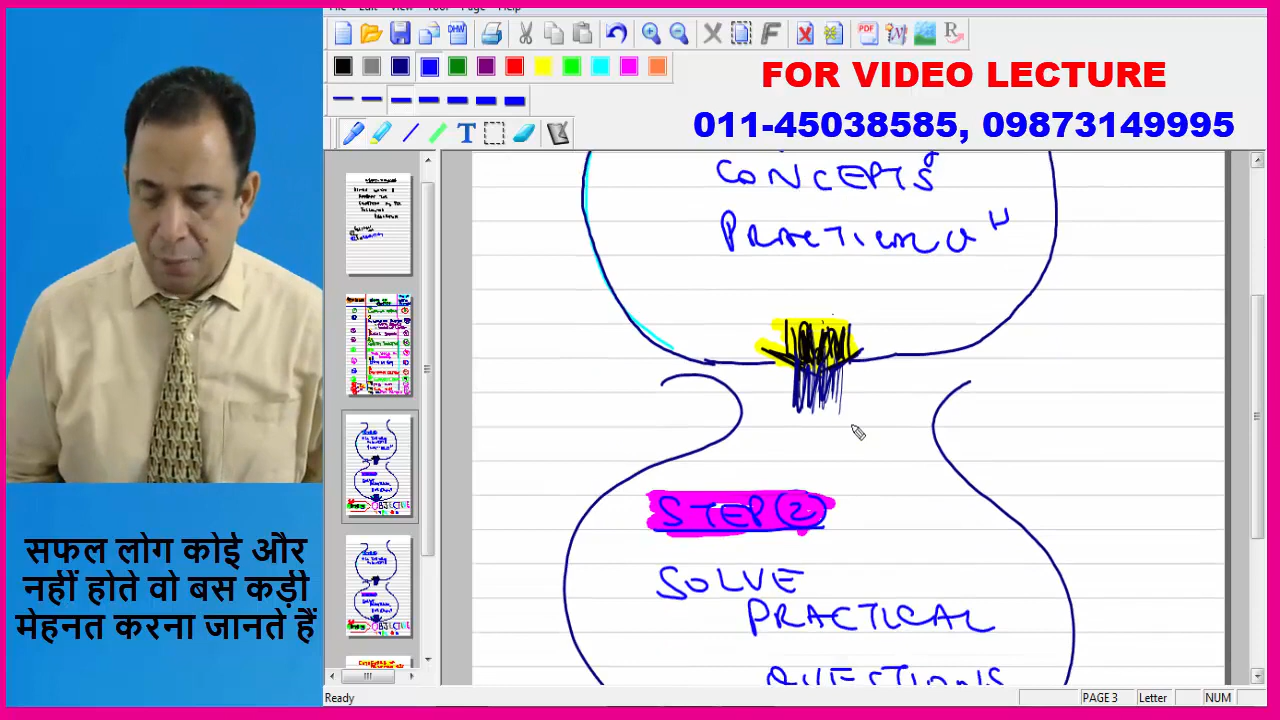 FOR VIDEO LECTURE
011-45038585, 09873149995
CONCEPTS
STEP 2
SOLVE
PRACTICAL
QUESTIONS
सफल लोग कोई और
नहीं होते वो बस कड़ी
मेहनत करना जानते हैं
Ready
PAGE 3
Letter
NUM